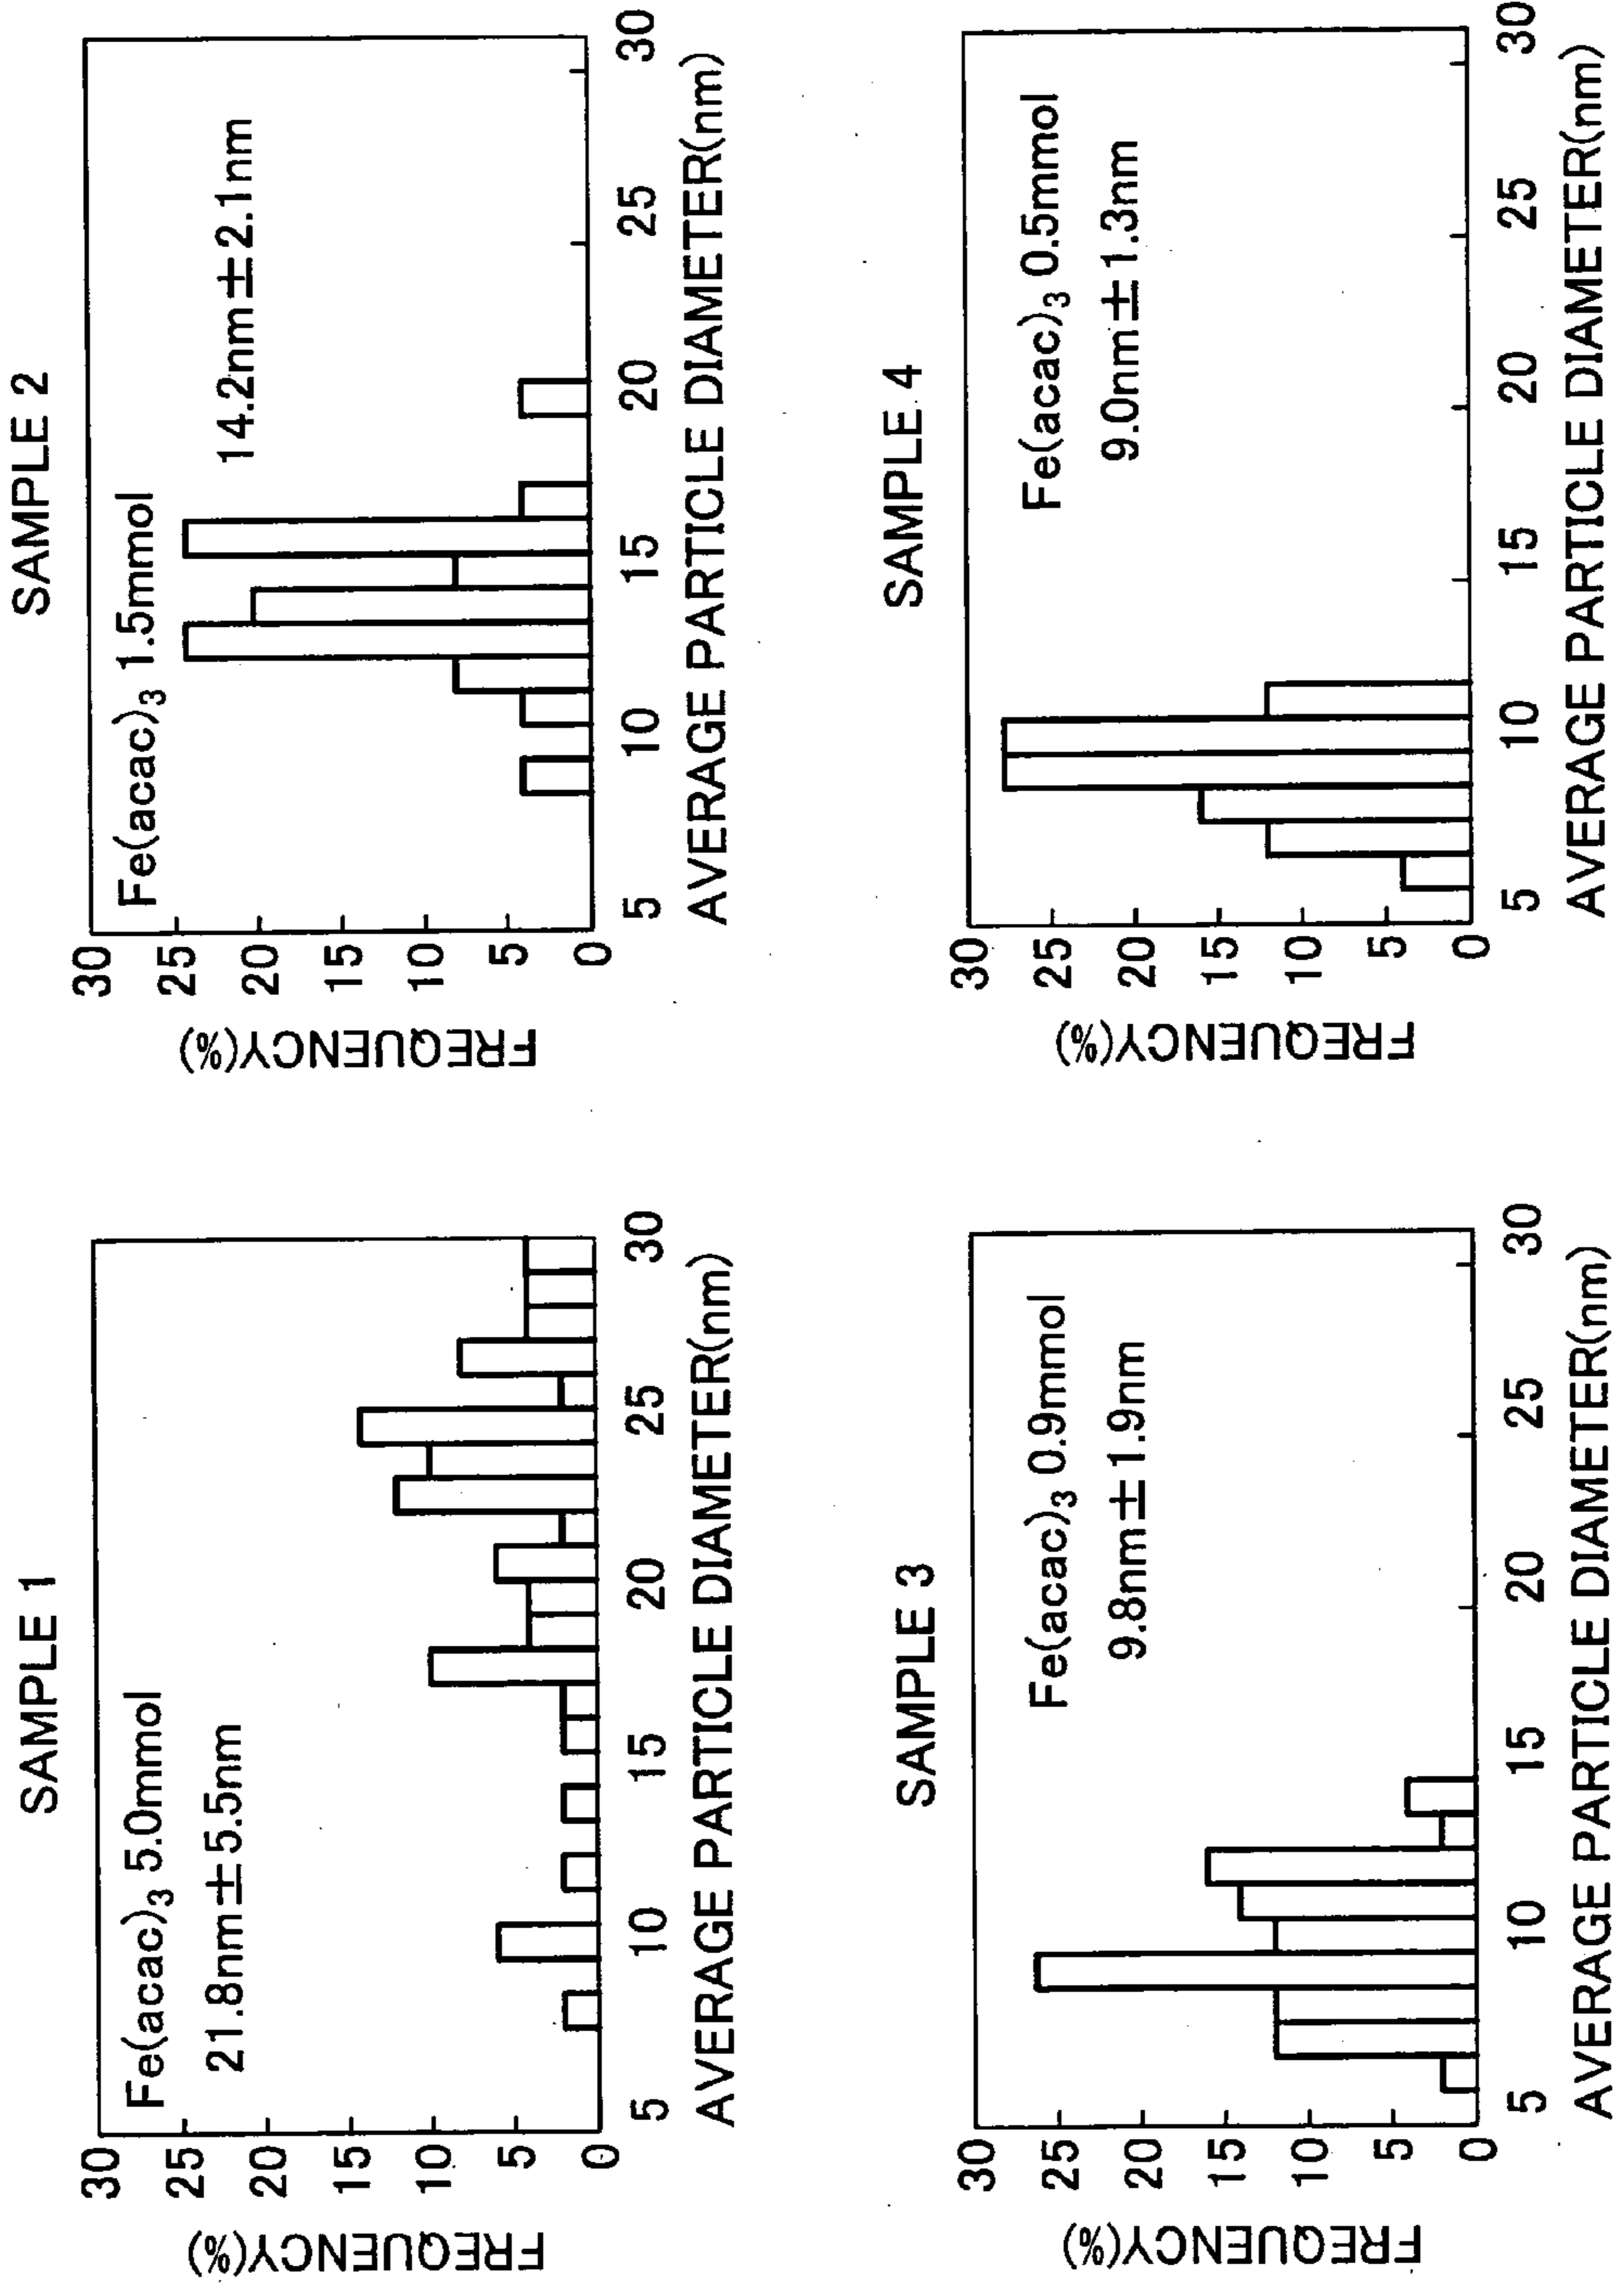 SAMPLE 1
Fe(acac)3 5.0mmol
21.8nm±5.5nm
FREQUENCY(%)
30
25
20
15
10
5
0
5 10 15 20 25 30
AVERAGE PARTICLE DIAMETER(nm)
SAMPLE 2
Fe(acac)3 1.5mmol
14.2nm±2.1nm
FREQUENCY(%)
30
25
20
15
10
5
0
5 10 15 20 25 30
AVERAGE PARTICLE DIAMETER(nm)
SAMPLE 3
Fe(acac)3 0.9mmol
9.8nm±1.9nm
FREQUENCY(%)
30
25
20
15
10
5
0
5 10 15 20 25 30
AVERAGE PARTICLE DIAMETER(nm)
SAMPLE 4
Fe(acac)3 0.5mmol
9.0nm±1.3nm
FREQUENCY(%)
30
25
20
15
10
5
0
5 10 15 20 25 30
AVERAGE PARTICLE DIAMETER(nm)